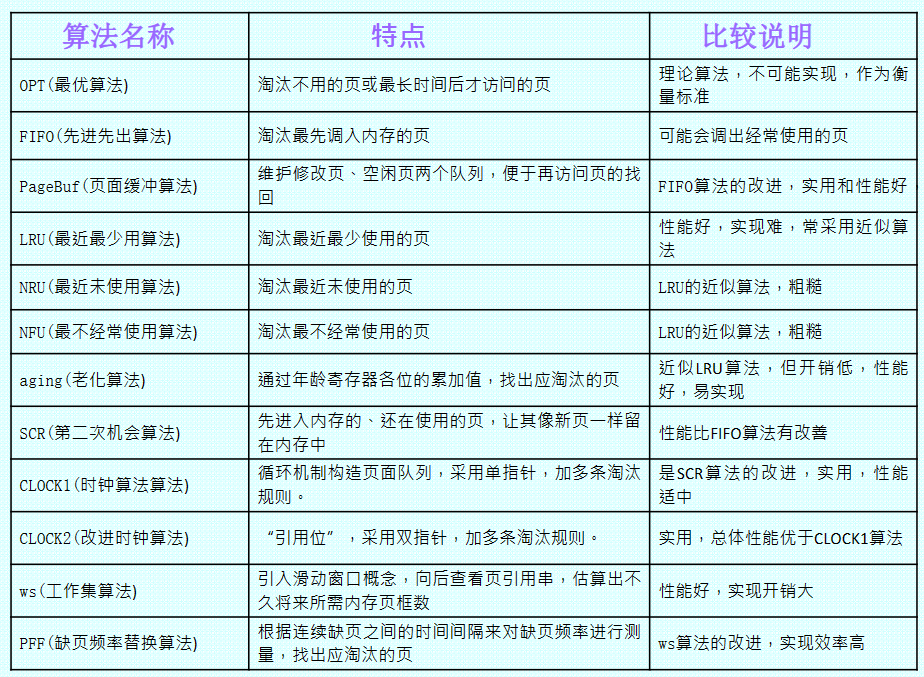 算法名称 特点 比较说明
OPT(最优算法) 淘汰不用的页或最长时间后才访问的页 理论算法，不可能实现，作为衡
量标准
FIFO(先进先出算法) 淘汰最先调入内存的页 可能会调出经常使用的页
PageBuf(页面缓冲算法) 维护修改页、空闲页两个队列，便于再访问页的找
回 FIFO算法的改进，实用和性能好，
LRU(最近最少用算法) 淘汰最近最少使用的页 性能好，实现难，常采用近似算
法
NRU(最近未使用算法) 淘汰最近未使用的页 LRU的近似算法，粗糙
NFU(最不经常使用算法) 淘汰最不经常使用的页 LRU的近似算法，粗糙
aging(老化算法) 通过年龄寄存器各位的累加值，找出应淘汰的页 近似LRU算法，但开销低，性能
好，易实现
SCR(第二次机会算法) 先进入内存的、还在使用的页，让其像新页一样留
在内存中 性能比FIFO算法有改善
CLOCK1(时钟算法算法) 循环机制构造页面队列，采用单指针，加多条淘汰
规则。 是SCR算法的改进，实用，性能
适中
CLOCK2(改进时钟算法) “引用位”，采用双指针，加多条淘汰规则。 实用，总体性能优于CLOCK1算法
ws(工作集算法) 引入滑动窗口概念，向后查看页引用串，估算出不
久将来所需内存页框数 性能好，实现开销大
PFF(缺页频率替换算法) 根据连续缺页之间的时间间隔来对缺页频率进行测
量，找出应淘汰的页 ws算法的改进，实现效率高